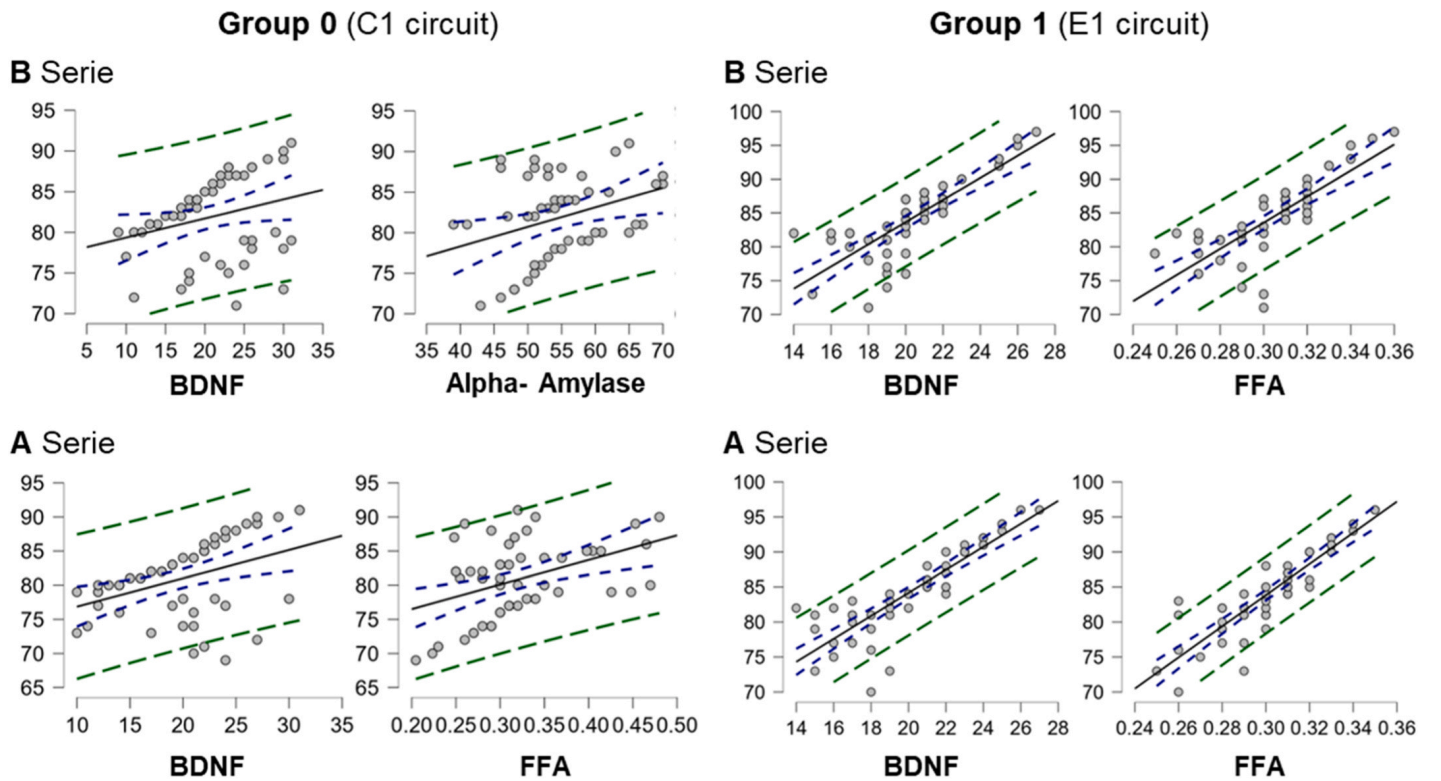 Group 0 (C1 circuit)
Group 1 (E1 circuit)
B Serie
95
90
85
80
75
70
5 10 15 20 25 30 35
BDNF
95
90
85
80
75
70
35 40 45 50 55 60 65 70
Alpha- Amylase
B Serie
100
95
90
85
80
75
70
14 16 18 20 22 24 26 28
BDNF
100
95
90
85
80
75
70
0.24 0.26 0.28 0.30 0.32 0.34 0.36
FFA
A Serie
95
90
85
80
75
70
65
10 15 20 25 30 35
BDNF
95
90
85
80
75
70
65
0.20 0.25 0.30 0.35 0.40 0.45 0.50
FFA
A Serie
100
95
90
85
80
75
70
14 16 18 20 22 24 26 28
BDNF
100
95
90
85
80
75
70
0.24 0.26 0.28 0.30 0.32 0.34 0.36
FFA